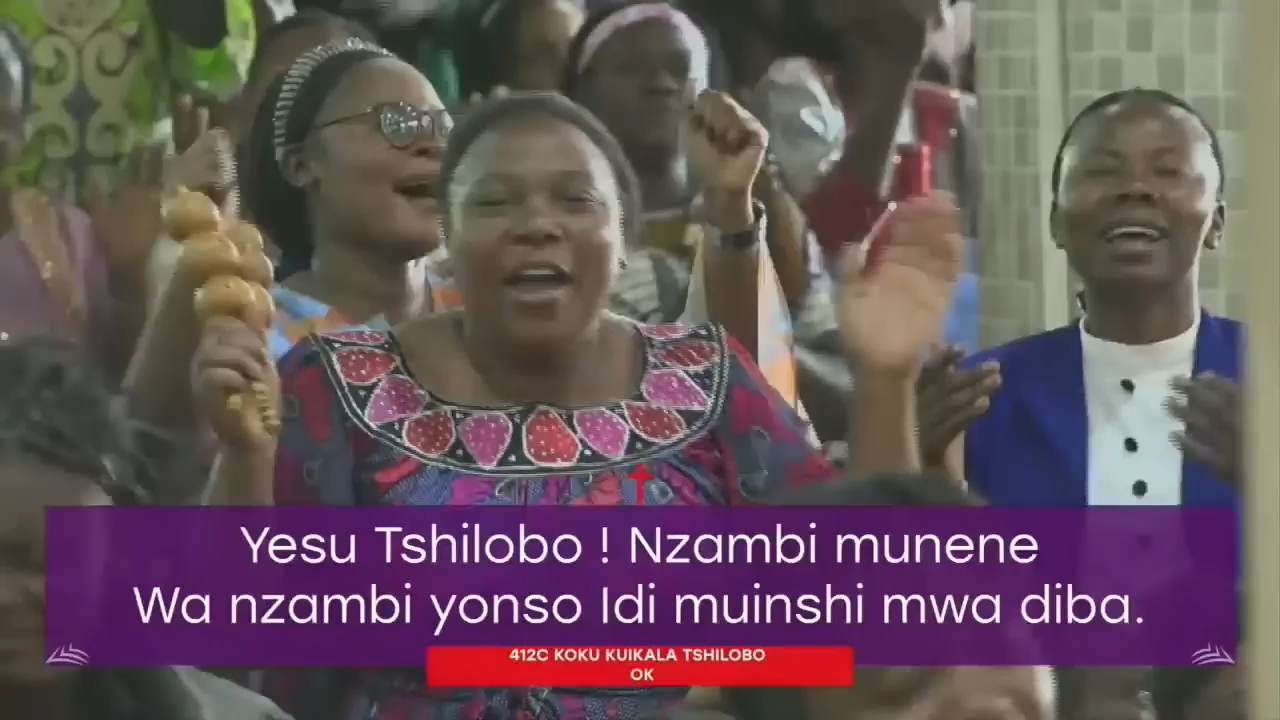 Yesu Tshilobo ! Nzambi munene
Wa nzambi yonso Idi muinshi mwa diba.
412C KOKU KUIKALA TSHILOBO
OK